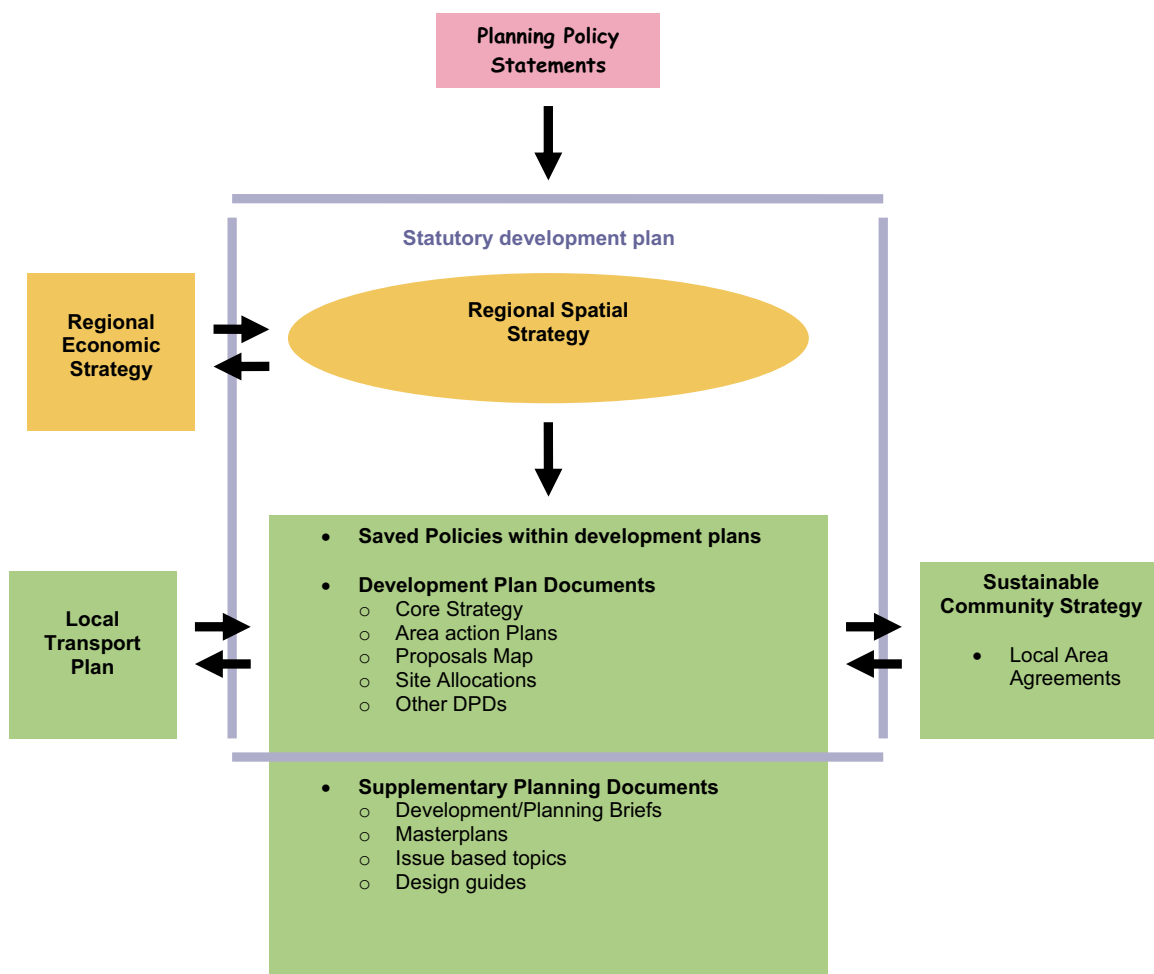 Planning Policy
Statements
Statutory development plan
Regional
Economic
Strategy
Regional Spatial
Strategy
Local
Transport
Plan
• Saved Policies within development plans
• Development Plan Documents
o Core Strategy
o Area action Plans
o Proposals Map
o Site Allocations
o Other DPDs
Sustainable
Community Strategy
• Local Area
Agreements
• Supplementary Planning Documents
o Development/Planning Briefs
o Masterplans
o Issue based topics
o Design guides